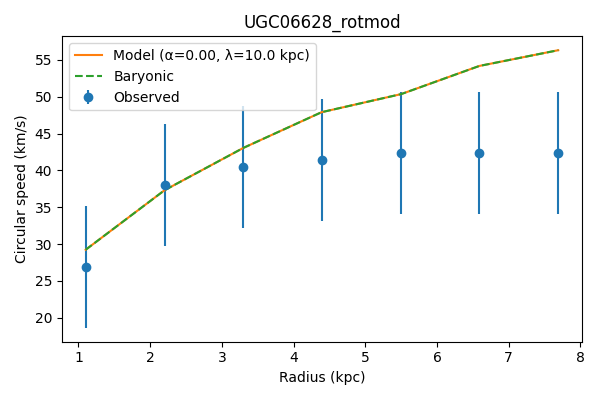 UGC06628_rotmod
Model (α=0.00, λ=10.0 kpc)
Baryonic
Observed
Circular speed (km/s)
55
50
45
40
35
30
25
20
1 2 3 4 5 6 7 8
Radius (kpc)